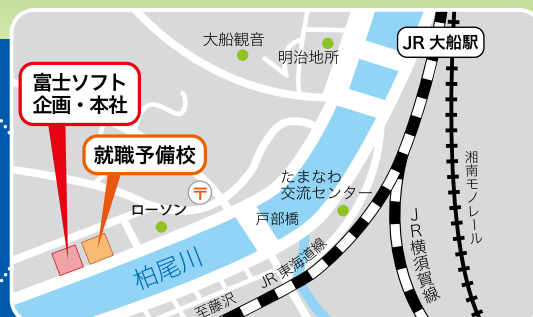 大船観音
明治地所
JR 大船駅
富士ソフト
企画・本社
就職予備校
湘南モノレール
たまなわ
交流センター
〒
ローソン
戸部橋
柏尾川
JR東海道線
JR横須賀線
至藤沢